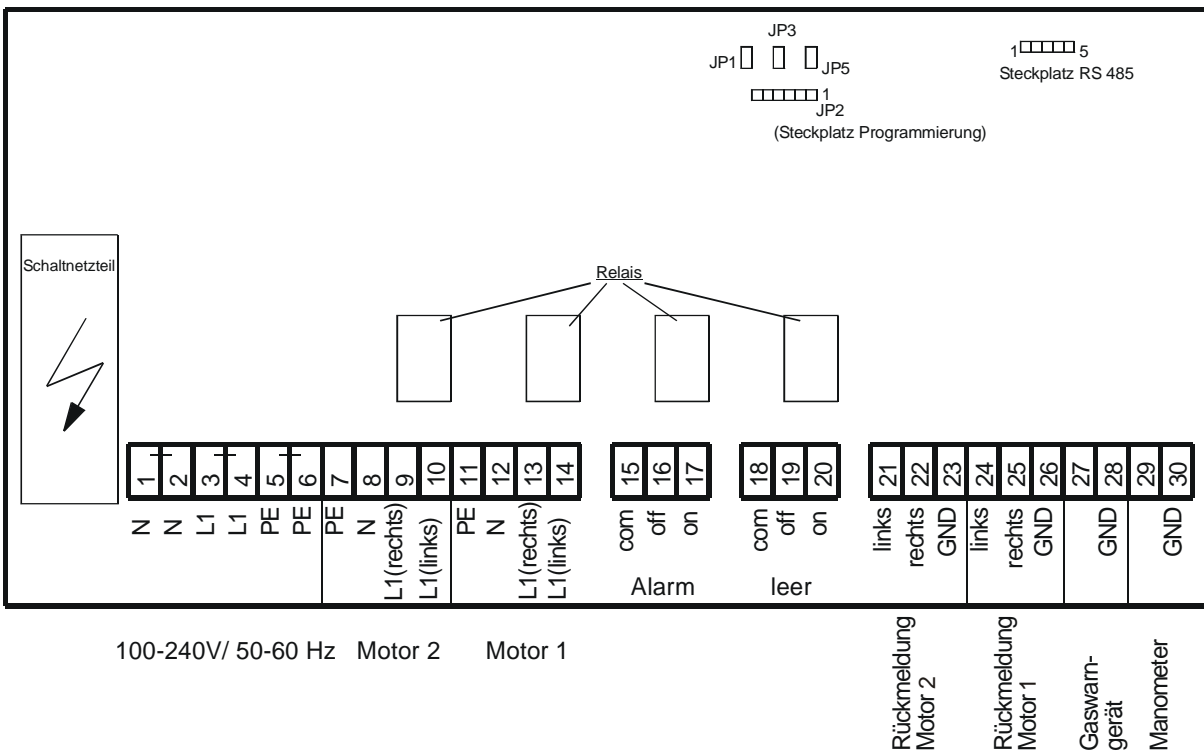 JP3
JP1
JP5
1
JP2
(Steckplatz Programmierung)
1 5
Steckplatz RS 485
Schaltnetzteil
Relais
1 2 3 4 5 6 7 8 9 10 11 12 13 14 15 16 17 18 19 20 21 22 23 24 25 26 27 28 29 30
N
N
L1
L1
PE
PE
PE
N
L1(rechts)
L1(links)
PE
N
L1(rechts)
L1(links)
com
off
on
com
off
on
links
rechts
GND
links
rechts
GND
GND
GND
Alarm
leer
100-240V/ 50-60 Hz
Motor 2
Motor 1
Rückmeldung
Motor 2
Rückmeldung
Motor 1
Gaswarn-
gerät
Manometer